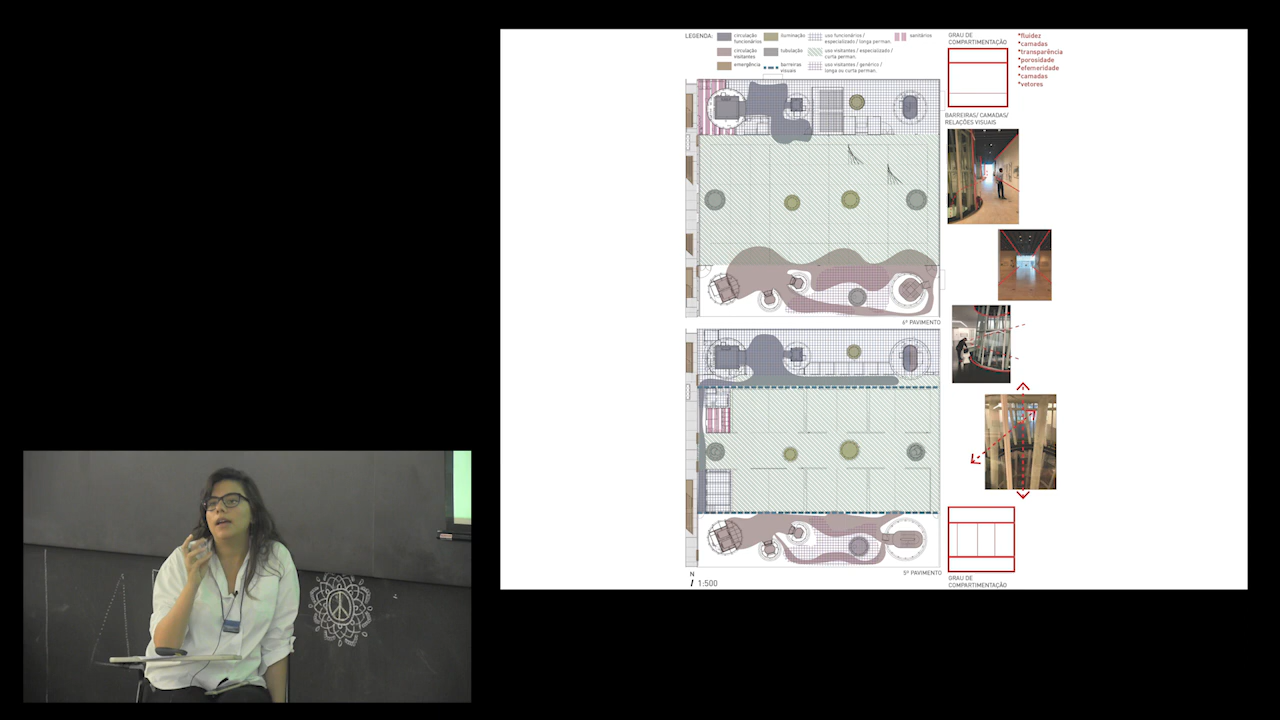 LEGENDA:
circulação
funcionários
iluminação
uso funcionários /
especializado / longa perman.
sanitários
circulação
visitantes
tubulação
uso visitantes / especializado /
curta perman.
emergência
barreiras
visuais
uso visitantes / genérico /
longa ou curta perman.
GRAU DE
COMPARTIMENTAÇÃO
*fluidez
*camadas
*transparência
*porosidade
*efemeridade
*camadas
*vetores
BARREIRAS/ CAMADAS/
RELAÇÕES VISUAIS
6º PAVIMENTO
5º PAVIMENTO
N
1:500
GRAU DE
COMPARTIMENTAÇÃO